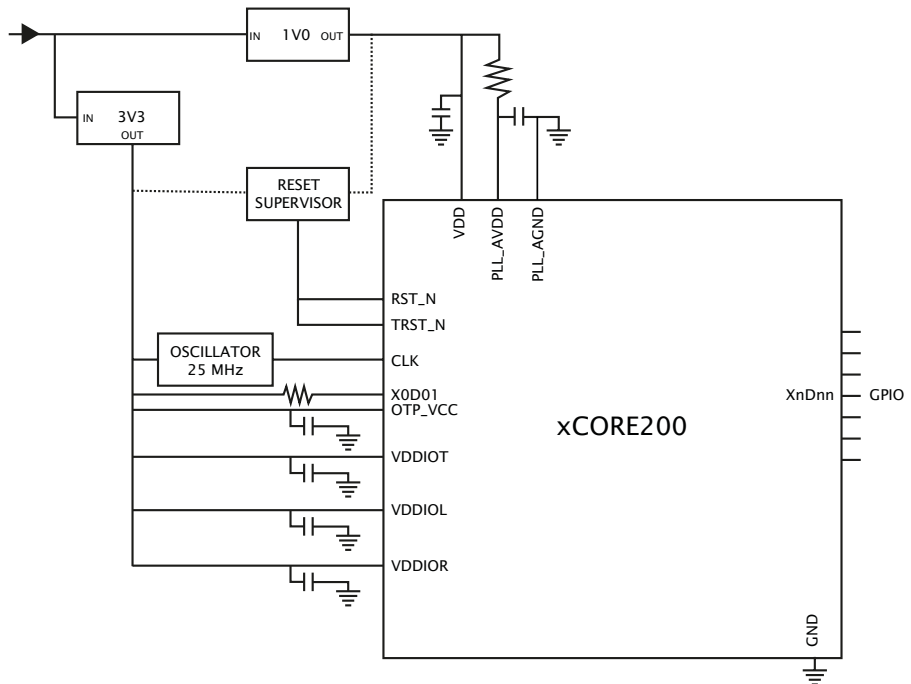 IN 1V0 OUT
IN 3V3
OUT
RESET
SUPERVISOR
VDD
PLL_AVDD
PLL_AGND
RST_N
TRST_N
OSCILLATOR
25 MHz
CLK
X0D01
OTP_VCC
XnDnn GPIO
xCORE200
VDDIOT
VDDIOL
VDDIOR
GND